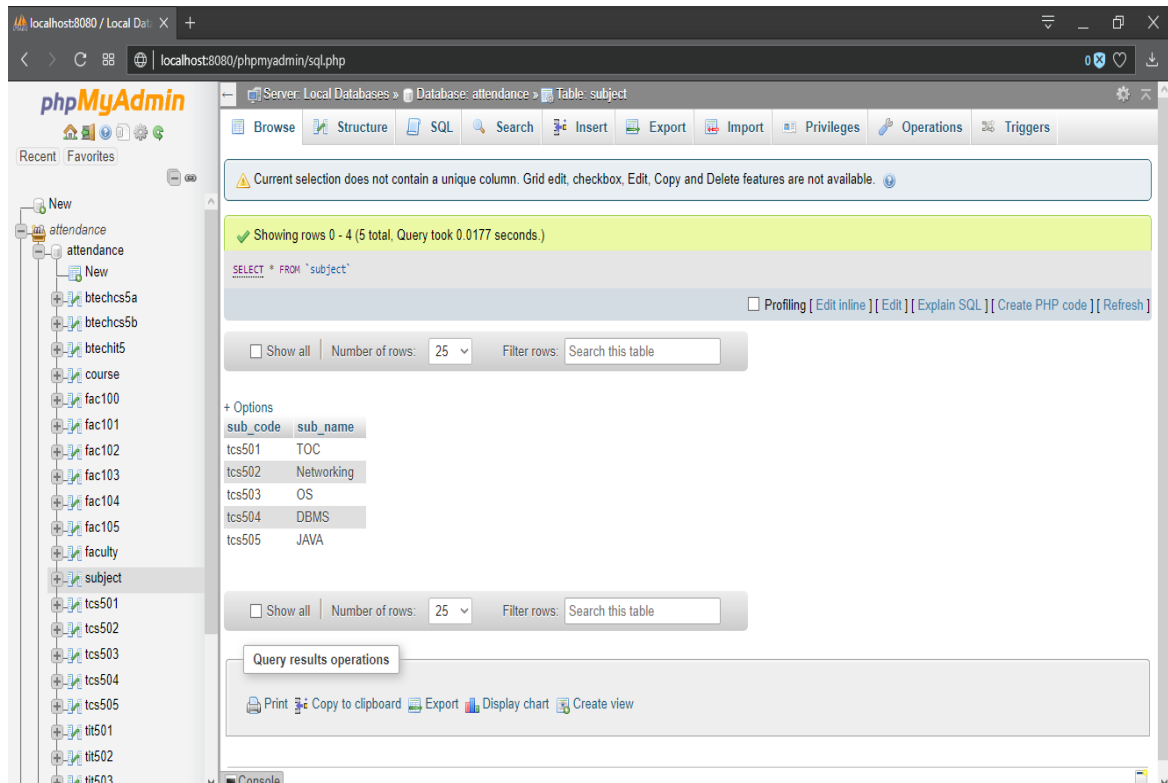 localhost:8080 / Local Dat
localhost:8080/phpmyadmin/sql.php
0
phpMyAdmin
Recent Favorites
New
attendance
attendance
New
btechcs5a
btechcs5b
btechit5
course
fac100
fac101
fac102
fac103
fac104
fac105
faculty
subject
tcs501
tcs502
tcs503
tcs504
tcs505
tit501
tit502
tit503
Server: Local Databases » Database: attendance » Table: subject
Browse Structure SQL Search Insert Export Import Privileges Operations Triggers
Current selection does not contain a unique column. Grid edit, checkbox, Edit, Copy and Delete features are not available.
Showing rows 0 - 4 (5 total, Query took 0.0177 seconds.)
SELECT * FROM `subject`
Profiling [ Edit inline ] [ Edit ] [ Explain SQL ] [ Create PHP code ] [ Refresh ]
Show all Number of rows: 25 Filter rows: Search this table
+ Options
sub_code sub_name
tcs501 TOC
tcs502 Networking
tcs503 OS
tcs504 DBMS
tcs505 JAVA
Show all Number of rows: 25 Filter rows: Search this table
Query results operations
Print Copy to clipboard Export Display chart Create view
Console